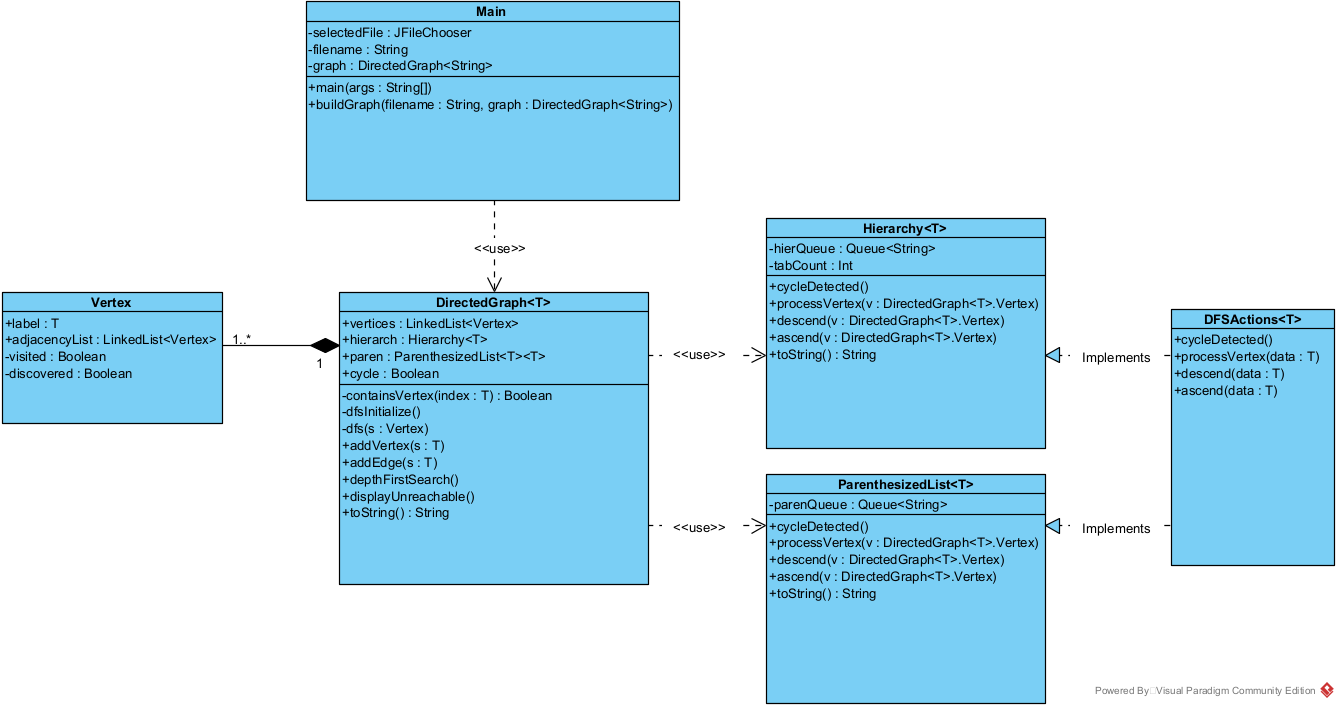 Main
-selectedFile : JFileChooser
-filename : String
-graph : DirectedGraph<String>
+main(args : String[])
+buildGraph(filename : String, graph : DirectedGraph<String>)
<<use>>
Vertex
+label : T
+adjacencyList : LinkedList<Vertex>
-visited : Boolean
-discovered : Boolean
1..*
1
DirectedGraph<T>
+vertices : LinkedList<Vertex>
+hierarch : Hierarchy<T>
+paren : ParenthesizedList<T><T>
+cycle : Boolean
-containsVertex(index : T) : Boolean
-dfsInitialize()
-dfs(s : Vertex)
+addVertex(s : T)
+addEdge(s : T)
+depthFirstSearch()
+displayUnreachable()
+toString() : String
<<use>>
<<use>>
Hierarchy<T>
-hierQueue : Queue<String>
-tabCount : Int
+cycleDetected()
+processVertex(v : DirectedGraph<T>.Vertex)
+descend(v : DirectedGraph<T>.Vertex)
+ascend(v : DirectedGraph<T>.Vertex)
+toString() : String
ParenthesizedList<T>
-parenQueue : Queue<String>
+cycleDetected()
+processVertex(v : DirectedGraph<T>.Vertex)
+descend(v : DirectedGraph<T>.Vertex)
+ascend(v : DirectedGraph<T>.Vertex)
+toString() : String
Implements
Implements
DFSActions<T>
+cycleDetected()
+processVertex(data : T)
+descend(data : T)
+ascend(data : T)
Powered By Visual Paradigm Community Edition